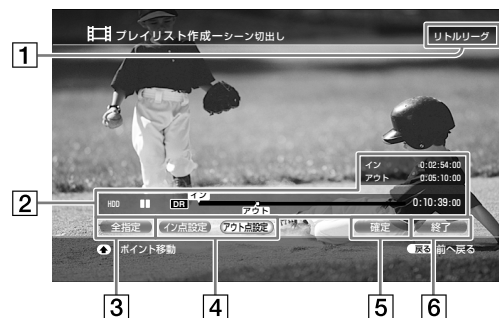 プレイリスト作成ーシーン切出し
リトルリーグ
1
イン 0:02:54:00
アウト 0:05:10:00
2
HDD DR イン アウト 0:10:39:00
全指定 イン点設定 アウト点設定 確定 終了
ポイント移動 戻る 前へ戻る
3 4 5 6